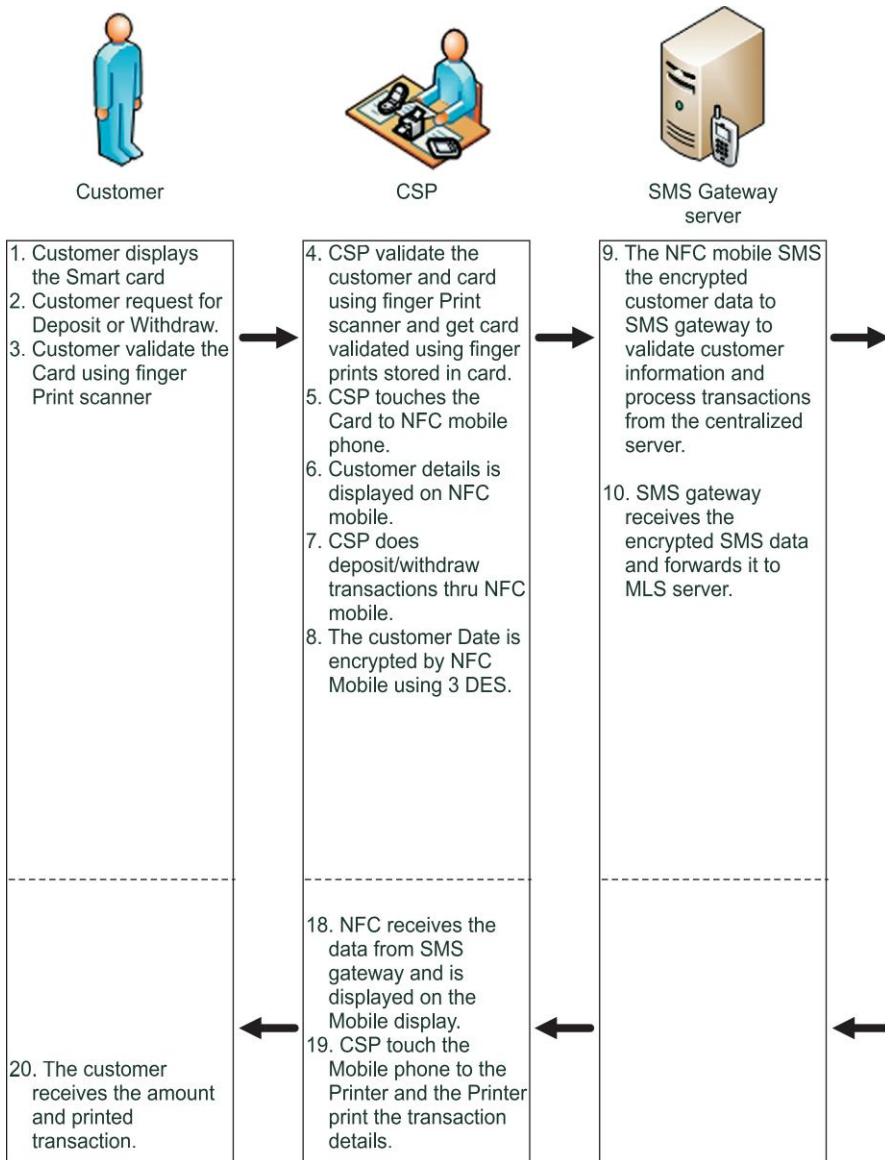 Customer
CSP
SMS Gateway
server
1. Customer displays
the Smart card
2. Customer request for
Deposit or Withdraw.
3. Customer validate the
Card using finger
Print scanner
4. CSP validate the
customer and card
using finger Print
scanner and get card
validated using finger
prints stored in card.
5. CSP touches the
Card to NFC mobile
phone.
6. Customer details is
displayed on NFC
mobile.
7. CSP does
deposit/withdraw
transactions thru NFC
mobile.
8. The customer Date is
encrypted by NFC
Mobile using 3 DES.
9. The NFC mobile SMS
the encrypted
customer data to
SMS gateway to
validate customer
information and
process transactions
from the centralized
server.
10. SMS gateway
receives the
encrypted SMS data
and forwards it to
MLS server.
18. NFC receives the
data from SMS
gateway and is
displayed on the
Mobile display.
19. CSP touch the
Mobile phone to the
Printer and the Printer
print the transaction
details.
20. The customer
receives the amount
and printed
transaction.